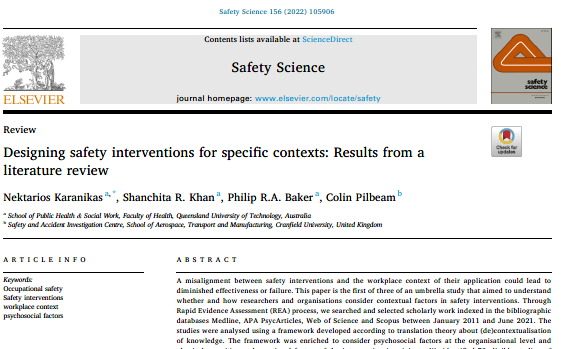 Safety Science 156 (2022) 105906
Contents lists available at ScienceDirect
Safety Science
journal homepage: www.elsevier.com/locate/safety
ELSEVIER
safety
science
Review
Check for
updates
Designing safety interventions for specific contexts: Results from a
literature review
Nektarios Karanikas a,*, Shanchita R. Khan a, Philip R.A. Baker a, Colin Pilbeam b
a School of Public Health & Social Work, Faculty of Health, Queensland University of Technology, Australia
b Safety and Accident Investigation Centre, School of Aerospace, Transport and Manufacturing, Cranfield University, United Kingdom
ARTICLE INFO
Keywords:
Occupational safety
Safety interventions
workplace context
psychosocial factors
ABSTRACT
A misalignment between safety interventions and the workplace context of their application could lead to
diminished effectiveness or failure. This paper is the first of three of an umbrella study that aimed to understand
whether and how researchers and organisations consider contextual factors in safety interventions. Through
Rapid Evidence Assessment (REA) process, we searched and selected scholarly work indexed in the bibliographic
databases Medline, APA PsycArticles, Web of Science and Scopus between January 2011 and June 2021. The
studies were analysed using a framework developed according to translation theory about (de)contextualisation
of knowledge. The framework was enriched to consider psychosocial factors at the organisational level and